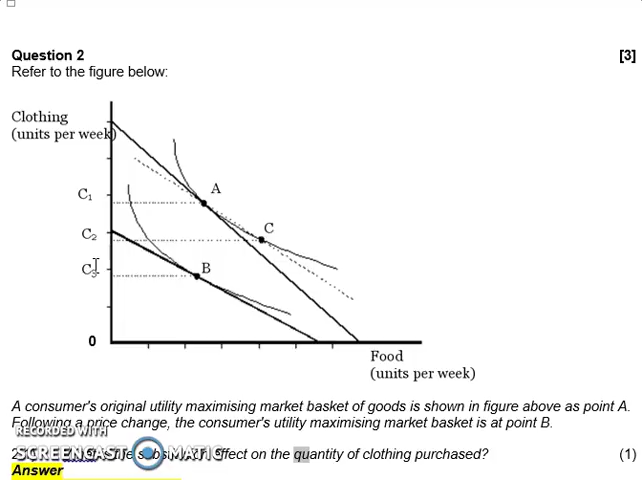 Question 2 [3]
Refer to the figure below:
Clothing
(units per week)
A
C₁
C
C₂
B
C₃
0
Food
(units per week)
A consumer's original utility maximising market basket of goods is shown in figure above as point A.
Following a price change, the consumer's utility maximising market basket is at point B.
RECORDED WITH
SCREENCAST MATIC
effect on the quantity of clothing purchased? (1)
Answer